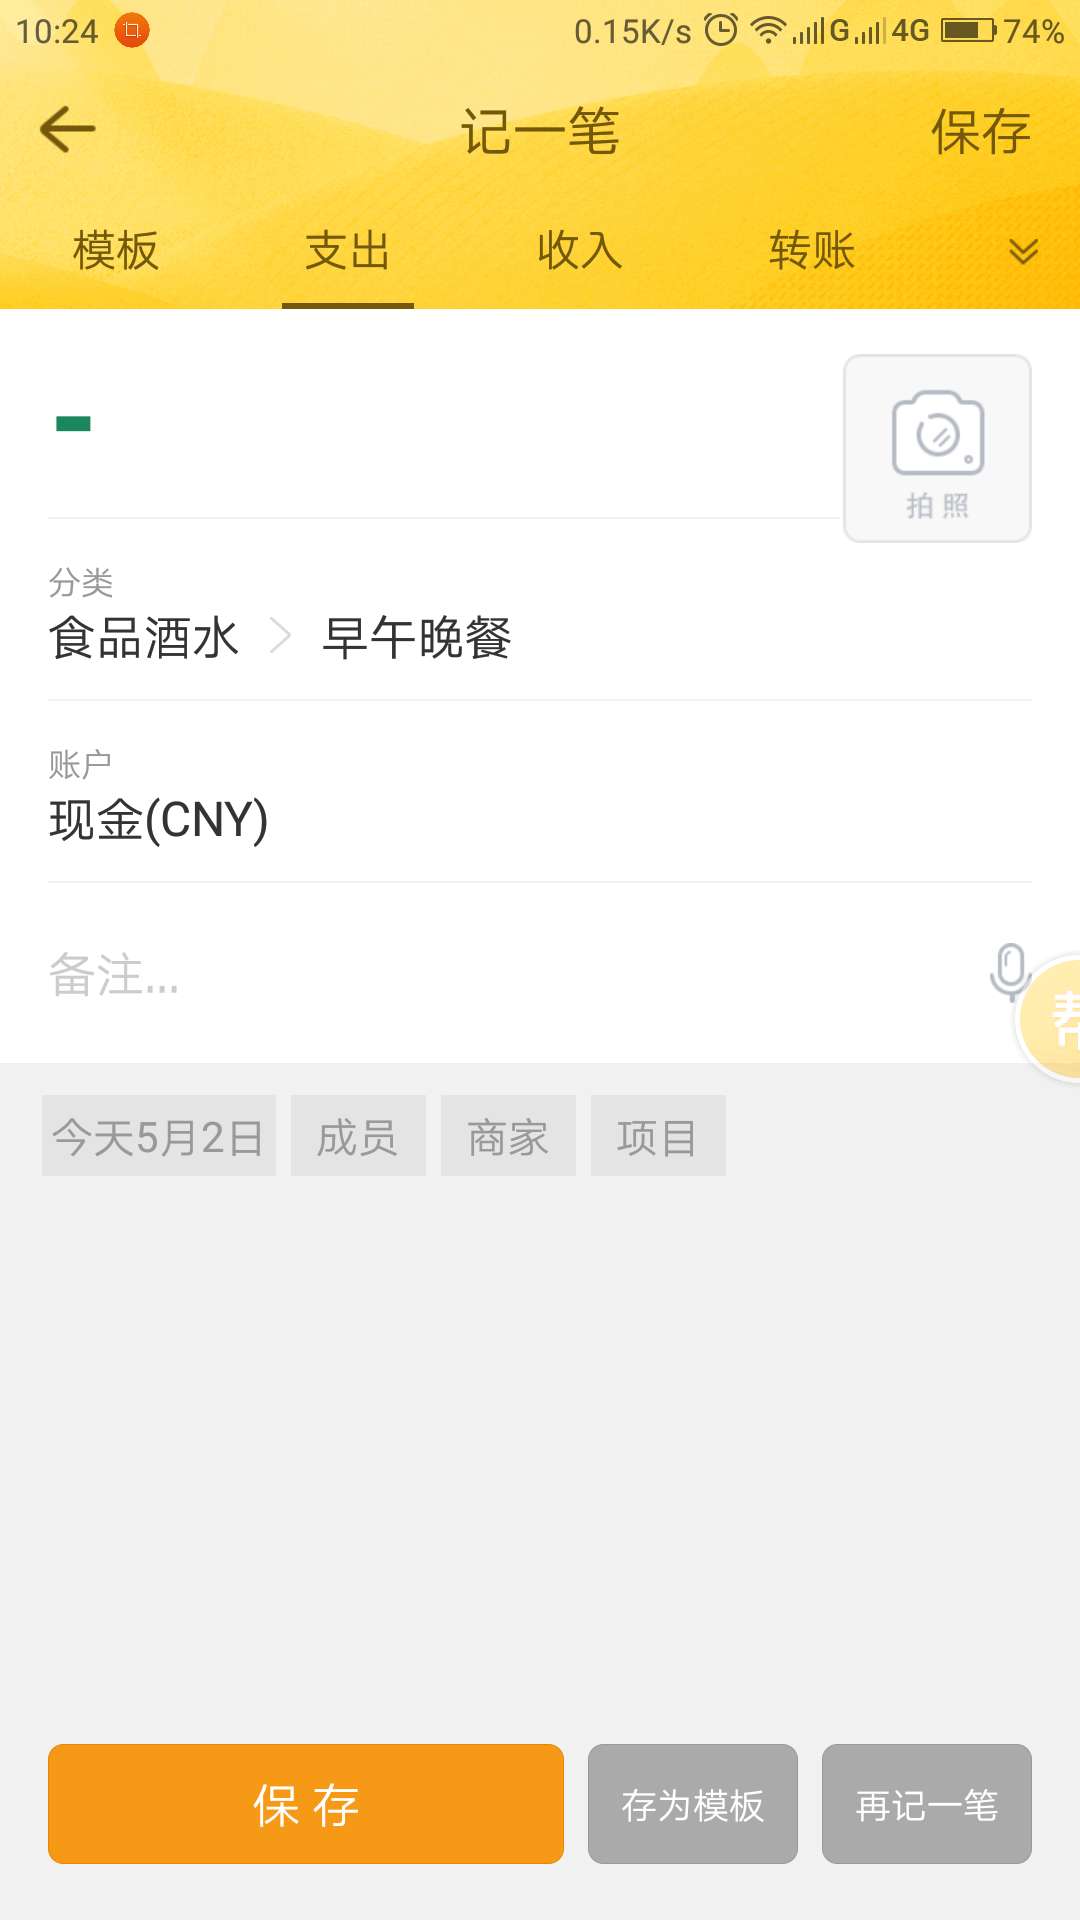 10:24 0.15K/s G 4G 74%
记一笔 保存
模板 支出 收入 转账
-
拍照
分类
食品酒水 > 早午晚餐
账户
现金(CNY)
备注...
今天5月2日 成员 商家 项目
保存 存为模板 再记一笔